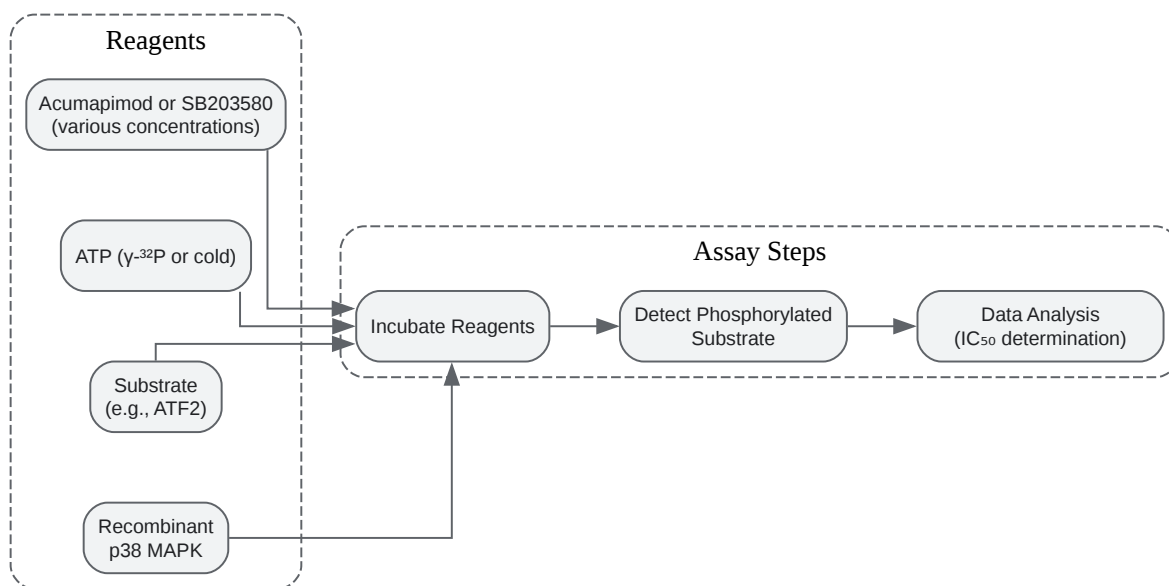 Reagents
Acumapimod or SB203580
(various concentrations)
ATP (γ-³²P or cold)
Substrate
(e.g., ATF2)
Recombinant
p38 MAPK
Assay Steps
Incubate Reagents
Detect Phosphorylated
Substrate
Data Analysis
(IC₅₀ determination)